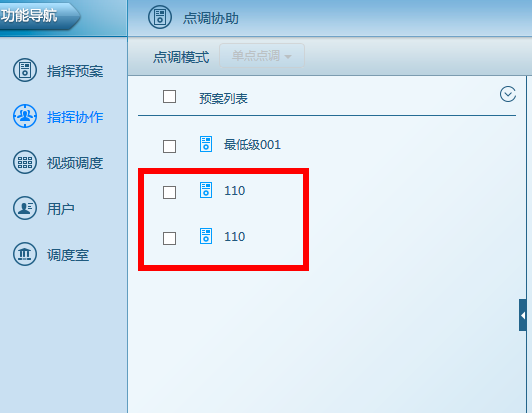 功能导航
点调协助
点调模式 单点点调
指挥预案
指挥协作
视频调度
用户
调度室
预案列表
最低级001
110
110